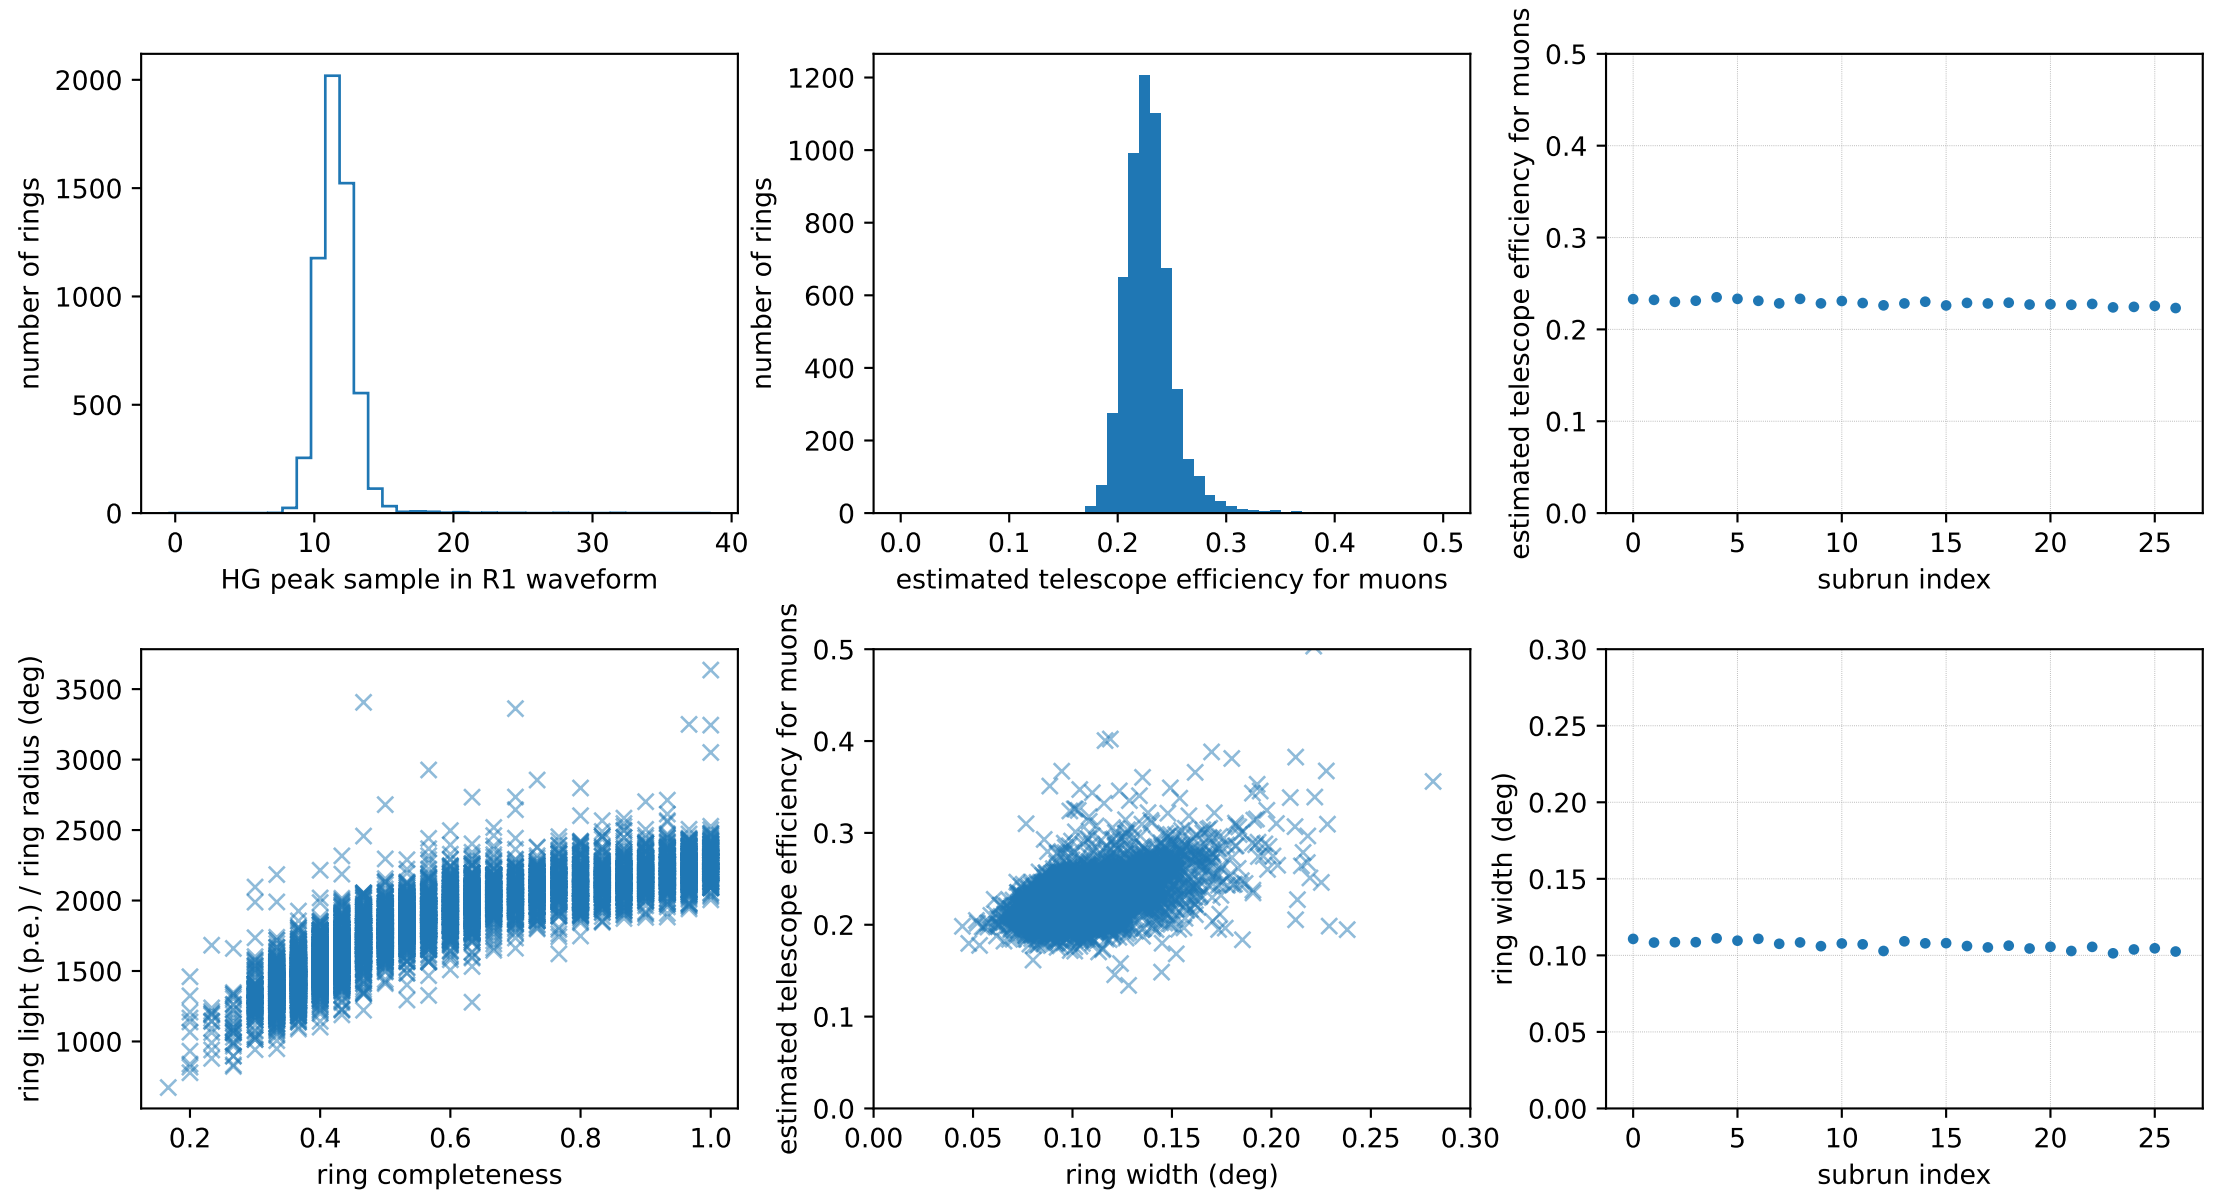 number of rings
2000
1500
1000
500
0
0 10 20 30 40
HG peak sample in R1 waveform
number of rings
1200
1000
800
600
400
200
0
0.0 0.1 0.2 0.3 0.4 0.5
estimated telescope efficiency for muons
estimated telescope efficiency for muons
0.5
0.4
0.3
0.2
0.1
0.0
0 5 10 15 20 25
subrun index
ring light (p.e.) / ring radius (deg)
3500
3000
2500
2000
1500
1000
0.2 0.4 0.6 0.8 1.0
ring completeness
estimated telescope efficiency for muons
0.5
0.4
0.3
0.2
0.1
0.0
0.00 0.05 0.10 0.15 0.20 0.25 0.30
ring width (deg)
ring width (deg)
0.30
0.25
0.20
0.15
0.10
0.05
0.00
0 5 10 15 20 25
subrun index